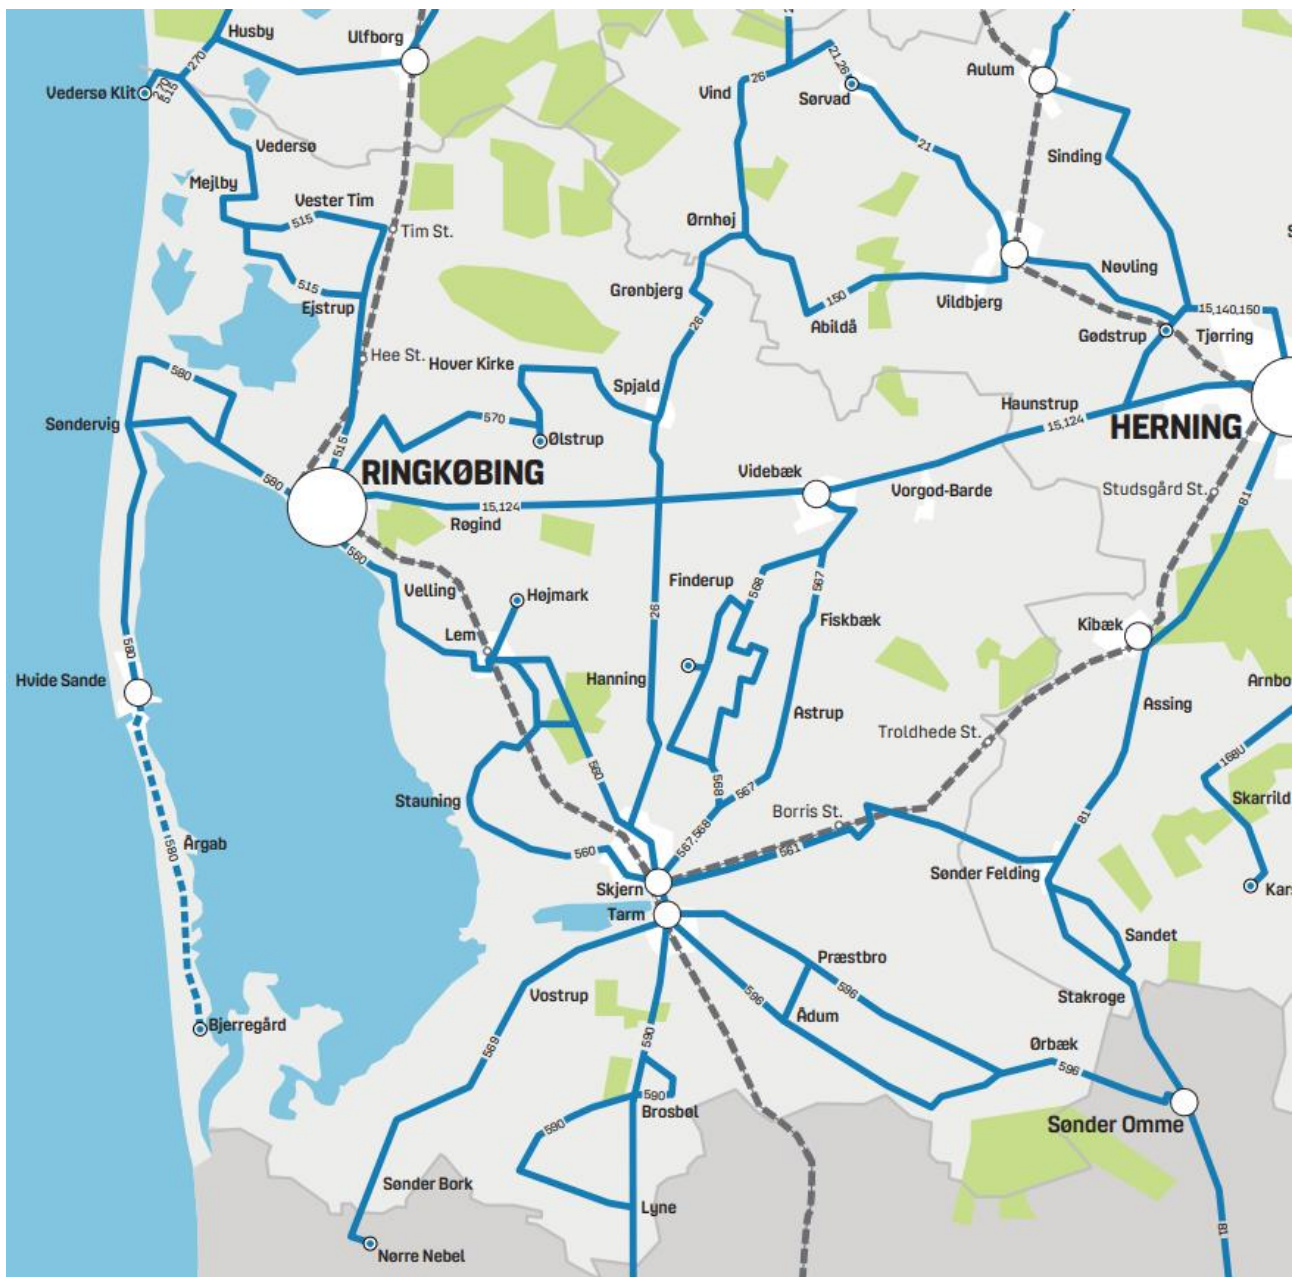 Husby
Ulfborg
270
270
515
Vedersø Klit
Vedersø
Mejlby
Vester Tim
515
Tim St.
515
Ejstrup
Hee St.
26
Vind
21,26
Sørvad
21
Aulum
Sinding
Ørnhøj
Grønbjerg
150
Abildå
Vildbjerg
Nøvling
15,140,150
Gødstrup
Tjørring
26
Hover Kirke
Spjald
580
Søndervig
570
Ølstrup
515
580
RINGKØBING
Haunstrup
15,124
HERNING
Videbæk
Vorgod-Barde
Studsgård St.
81
15,124
Røgind
560
Velling
Højmark
Lem
Finderup
568
567
26
Fiskbæk
Kibæk
580
Hvide Sande
Hanning
Astrup
Assing
Arnbo
Troldhede St.
168U
560
568
567
Stauning
Borris St.
Skarrild
Årgab
580
560
567,568
561
81
Sønder Felding
Skjern
Kars
Tarm
Sandet
Præstbro
596
Vostrup
596
Ådum
Stakroge
Bjerregård
569
590
Ørbæk
596
590
Brosbøl
590
Sønder Omme
Sønder Bork
Lyne
81
Nørre Nebel